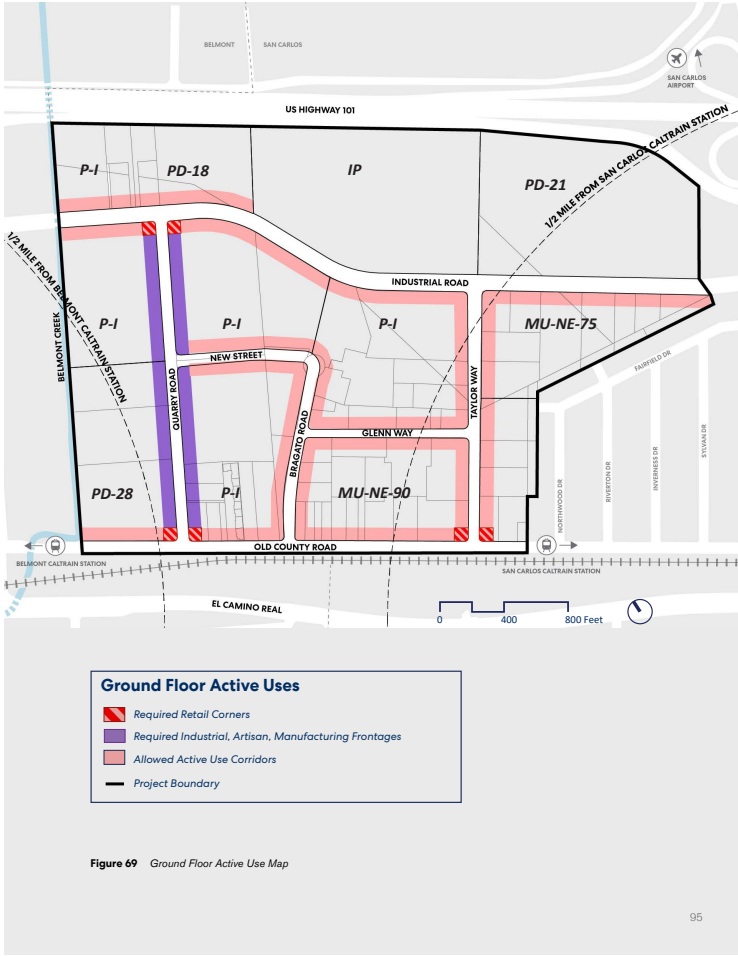 BELMONT
SAN CARLOS
SAN CARLOS
AIRPORT
US HIGHWAY 101
1/2 MILE FROM SAN CARLOS CALTRAIN STATION
P-I
PD-18
IP
PD-21
1/2 MILE FROM BELMONT CALTRAIN STATION
INDUSTRIAL ROAD
BELMONT CREEK
P-I
P-I
P-I
MU-NE-75
NEW STREET
FAIRFIELD DR
QUARRY ROAD
TAYLOR WAY
BRAGATO ROAD
GLENN WAY
SYLVAN DR
INVERNESS DR
RIVERTON DR
NORTHWOOD DR
PD-28
P-I
MU-NE-90
OLD COUNTY ROAD
BELMONT CALTRAIN STATION
SAN CARLOS CALTRAIN STATION
EL CAMINO REAL
0 400 800 Feet
Ground Floor Active Uses
Required Retail Corners
Required Industrial, Artisan, Manufacturing Frontages
Allowed Active Use Corridors
Project Boundary
Figure 69 Ground Floor Active Use Map
95